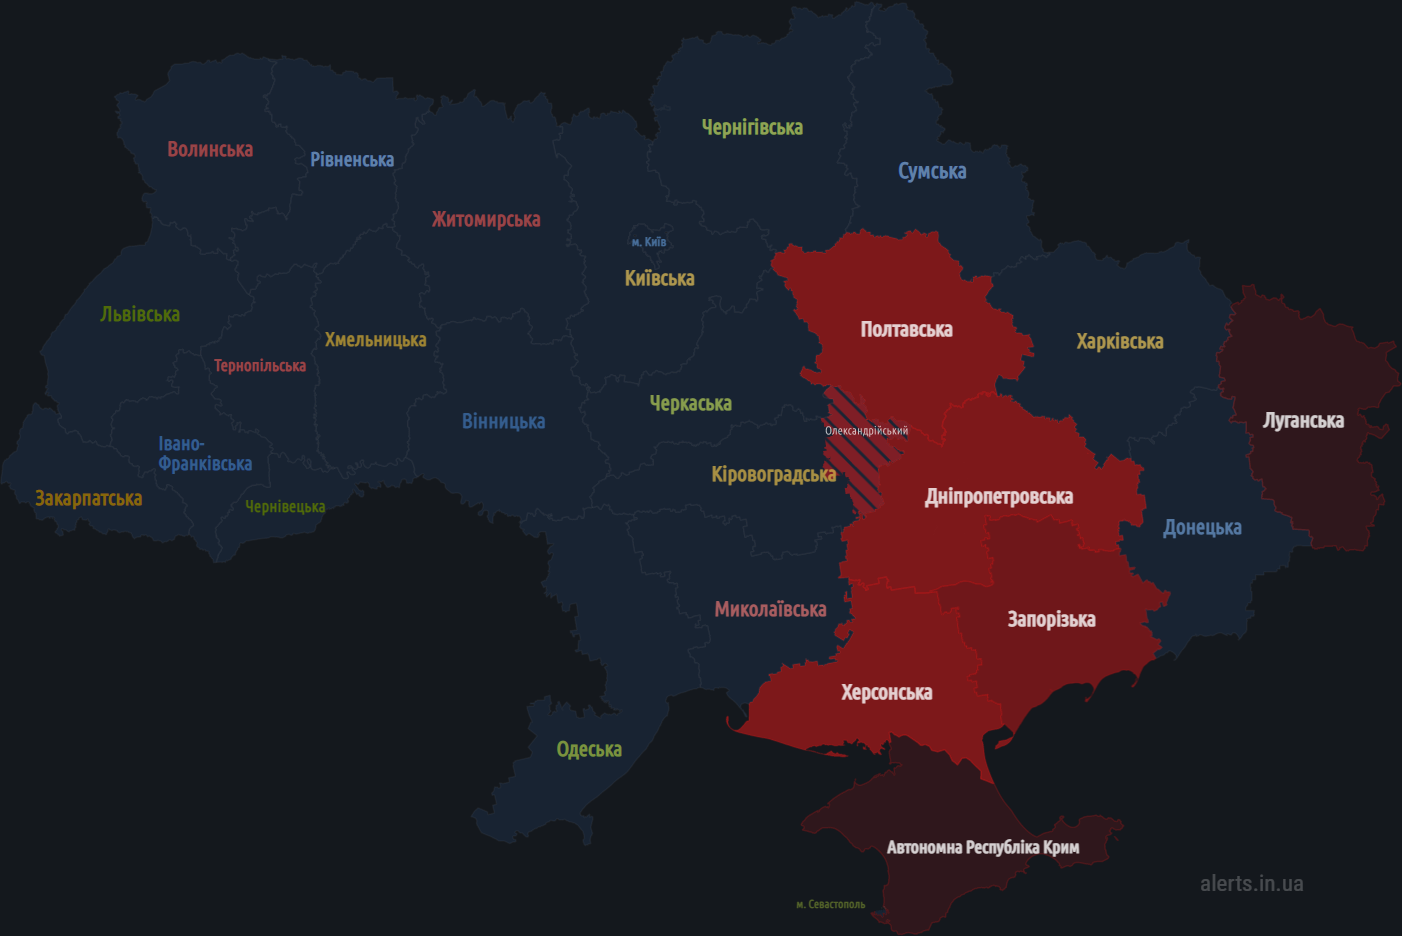 Чернігівська
Волинська
Рівненська
Сумська
Житомирська
м. Київ
Київська
Львівська
Полтавська
Хмельницька
Харківська
Тернопільська
Черкаська
Вінницька
Луганська
Олександрійський
Івано-
Франківська
Кіровоградська
Закарпатська
Дніпропетровська
Чернівецька
Донецька
Миколаївська
Запорізька
Херсонська
Одеська
Автономна Республіка Крим
alerts.in.ua
м. Севастополь